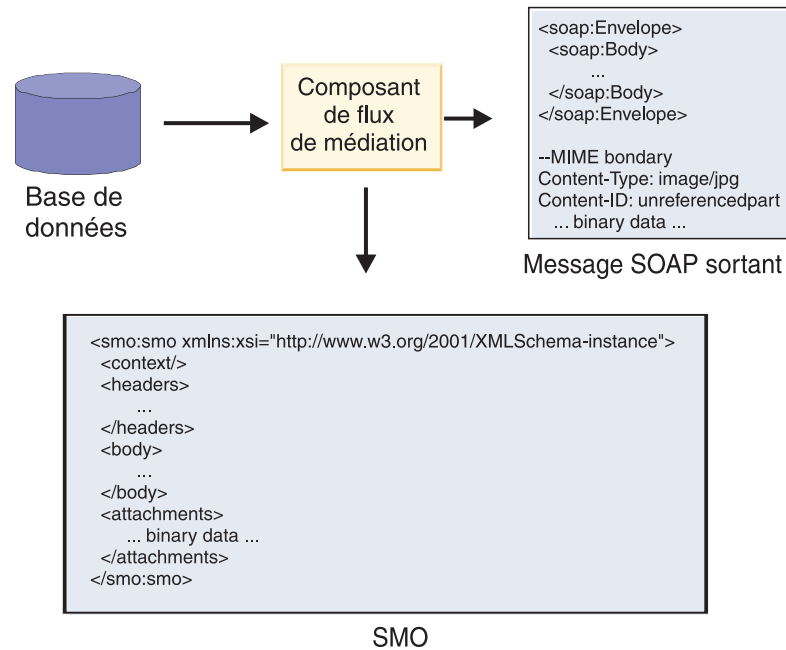 Base de
données
Composant
de flux
de médiation
<soap:Envelope>
<soap:Body>
...
</soap:Body>
</soap:Envelope>
--MIME bondary
Content-Type: image/jpg
Content-ID: unreferencedpart
... binary data ...
Message SOAP sortant
<smo:smo xmlns:xsi="http://www.w3.org/2001/XMLSchema-instance">
<context/>
<headers>
...
</headers>
<body>
...
</body>
<attachments>
... binary data ...
</attachments>
</smo:smo>
SMO